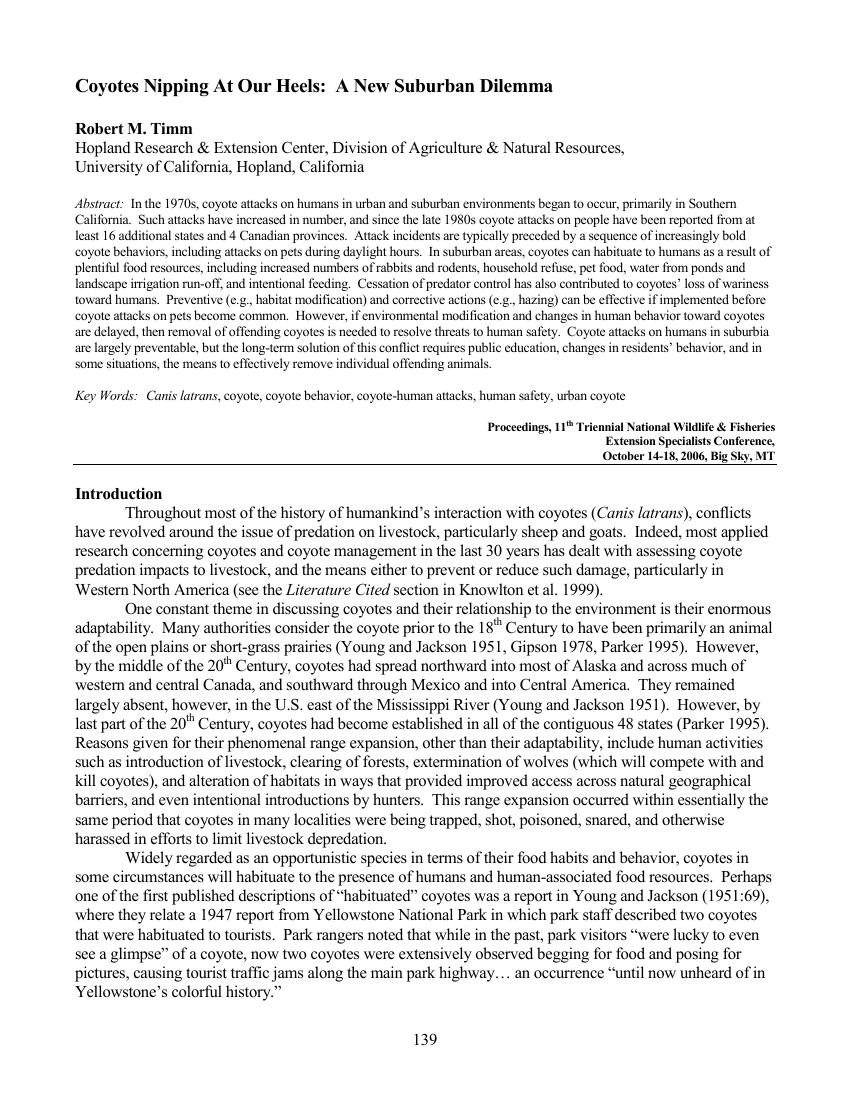 Coyotes Nipping At Our Heels:  A New Suburban Dilemma
Robert M. Timm
Hopland Research & Extension Center, Division of Agriculture & Natural Resources,
University of California, Hopland, California
Abstract:  In the 1970s, coyote attacks on humans in urban and suburban environments began to occur, primarily in Southern
California.  Such attacks have increased in number, and since the late 1980s coyote attacks on people have been reported from at
least 16 additional states and 4 Canadian provinces.  Attack incidents are typically preceded by a sequence of increasingly bold
coyote behaviors, including attacks on pets during daylight hours.  In suburban areas, coyotes can habituate to humans as a result of
plentiful food resources, including increased numbers of rabbits and rodents, household refuse, pet food, water from ponds and
landscape irrigation run-off, and intentional feeding.  Cessation of predator control has also contributed to coyotes’ loss of wariness
toward humans.  Preventive (e.g., habitat modification) and corrective actions (e.g., hazing) can be effective if implemented before
coyote attacks on pets become common.  However, if environmental modification and changes in human behavior toward coyotes
are delayed, then removal of offending coyotes is needed to resolve threats to human safety.  Coyote attacks on humans in suburbia
are largely preventable, but the long-term solution of this conflict requires public education, changes in residents’ behavior, and in
some situations, the means to effectively remove individual offending animals.
Key Words:  Canis latrans, coyote, coyote behavior, coyote-human attacks, human safety, urban coyote
Proceedings, 11th Triennial National Wildlife & Fisheries
Extension Specialists Conference,
October 14-18, 2006, Big Sky, MT
Introduction
Throughout most of the history of humankind’s interaction with coyotes (Canis latrans), conflicts
have revolved around the issue of predation on livestock, particularly sheep and goats.  Indeed, most applied
research concerning coyotes and coyote management in the last 30 years has dealt with assessing coyote
predation impacts to livestock, and the means either to prevent or reduce such damage, particularly in
Western North America (see the Literature Cited section in Knowlton et al. 1999).
One constant theme in discussing coyotes and their relationship to the environment is their enormous
adaptability.  Many authorities consider the coyote prior to the 18th Century to have been primarily an animal
of the open plains or short-grass prairies (Young and Jackson 1951, Gipson 1978, Parker 1995).  However,
by the middle of the 20th Century, coyotes had spread northward into most of Alaska and across much of
western and central Canada, and southward through Mexico and into Central America.  They remained
largely absent, however, in the U.S. east of the Mississippi River (Young and Jackson 1951).  However, by
last part of the 20th Century, coyotes had become established in all of the contiguous 48 states (Parker 1995).
Reasons given for their phenomenal range expansion, other than their adaptability, include human activities
such as introduction of livestock, clearing of forests, extermination of wolves (which will compete with and
kill coyotes), and alteration of habitats in ways that provided improved access across natural geographical
barriers, and even intentional introductions by hunters.  This range expansion occurred within essentially the
same period that coyotes in many localities were being trapped, shot, poisoned, snared, and otherwise
harassed in efforts to limit livestock depredation.
Widely regarded as an opportunistic species in terms of their food habits and behavior, coyotes in
some circumstances will habituate to the presence of humans and human-associated food resources.  Perhaps
one of the first published descriptions of “habituated” coyotes was a report in Young and Jackson (1951:69),
where they relate a 1947 report from Yellowstone National Park in which park staff described two coyotes
that were habituated to tourists.  Park rangers noted that while in the past, park visitors “were lucky to even
see a glimpse” of a coyote, now two coyotes were extensively observed begging for food and posing for
pictures, causing tourist traffic jams along the main park highway… an occurrence “until now unheard of in
Yellowstone’s colorful history.”
139